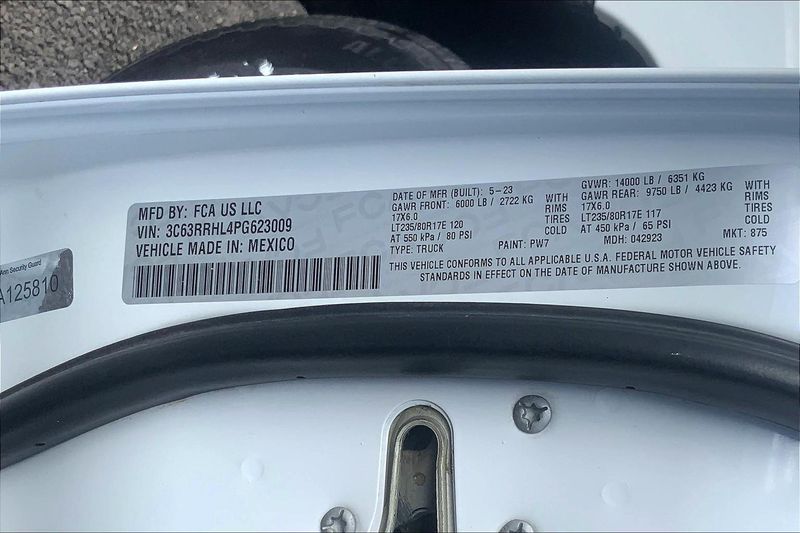 MFD BY: FCA US LLC
VIN: 3C63RRHL4PG623009
VEHICLE MADE IN: MEXICO
DATE OF MFR (BUILT): 5-23
GAWR FRONT: 6000 LB / 2722 KG WITH
17X6.0 RIMS
LT235/80R17E 120 TIRES
AT 550 kPa / 80 PSI COLD
TYPE: TRUCK PAINT: PW7
GVWR: 14000 LB / 6351 KG
GAWR REAR: 9750 LB / 4423 KG WITH
17X6.0 RIMS
LT235/80R17E 117 TIRES
AT 450 kPa / 65 PSI COLD
MDH: 042923 MKT: 875
THIS VEHICLE CONFORMS TO ALL APPLICABLE U.S.A. FEDERAL MOTOR VEHICLE SAFETY
STANDARDS IN EFFECT ON THE DATE OF MANUFACTURE SHOWN ABOVE.
Ann Security Guard
A125810